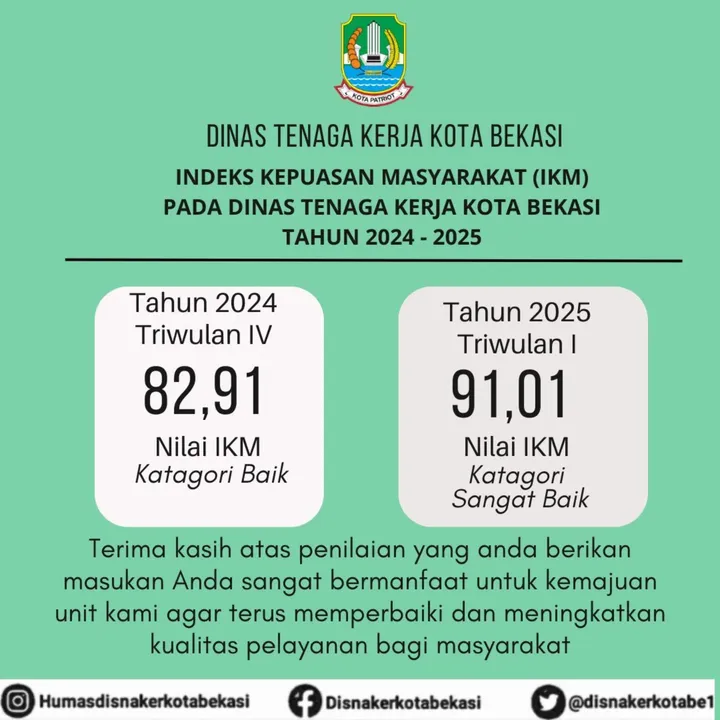 KOTA PATRIOT
DINAS TENAGA KERJA KOTA BEKASI
INDEKS KEPUASAN MASYARAKAT (IKM)
PADA DINAS TENAGA KERJA KOTA BEKASI
TAHUN 2024 - 2025
Tahun 2024
Triwulan IV
82,91
Nilai IKM
Katagori Baik
Tahun 2025
Triwulan I
91,01
Nilai IKM
Katagori
Sangat Baik
Terima kasih atas penilaian yang anda berikan
masukan Anda sangat bermanfaat untuk kemajuan
unit kami agar terus memperbaiki dan meningkatkan
kualitas pelayanan bagi masyarakat
Humasdisnakerkotabekasi
Disnakerkotabekasi
@disnakerkotabe1